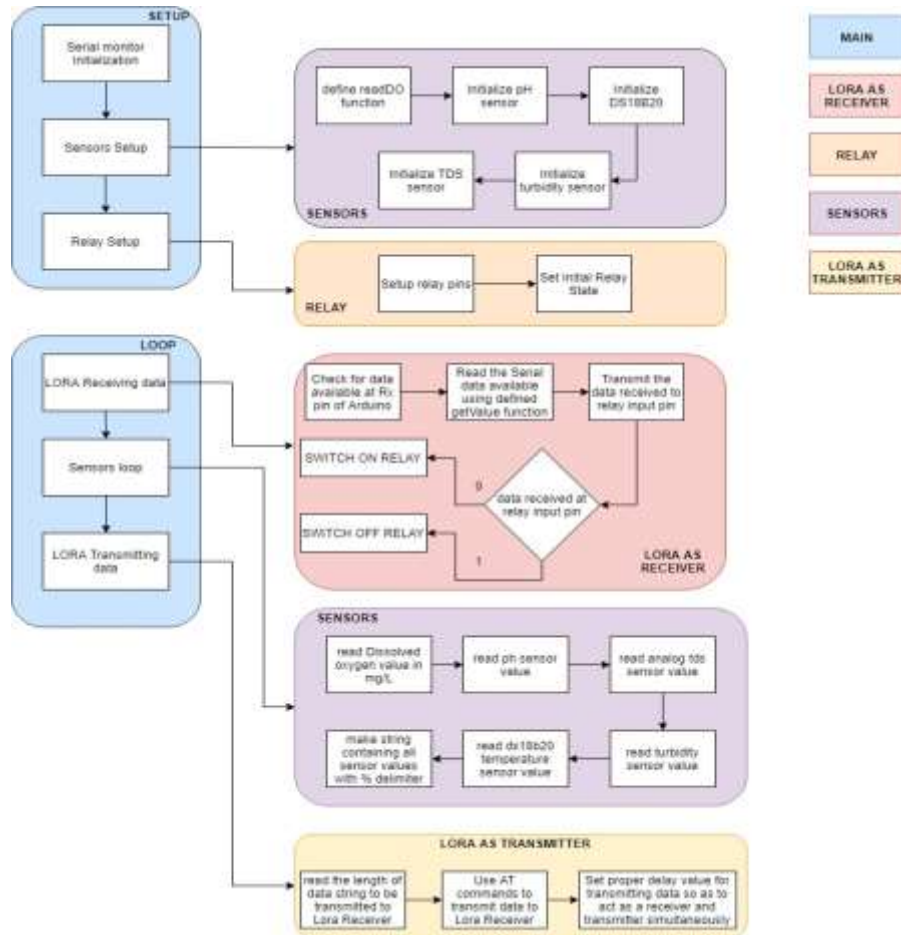 SETUP
Serial monitor
Initialization
Sensors Setup
Relay Setup
define readDO
function
Initialize pH
sensor
Initialize
DS18B20
Initialize TDS
sensor
Initialize
turbidity sensor
SENSORS
Setup relay pins
Set initial Relay
State
RELAY
MAIN
LORA AS
RECEIVER
RELAY
SENSORS
LORA AS
TRANSMITTER
LOOP
LORA Receiving data
Sensors loop
LORA Transmitting
data
Check for data
available at Rx
pin of Arduino
Read the Serial
data available
using defined
getValue function
Transmit the
data received to
relay input pin
SWITCH ON RELAY
0
data received at
relay input pin
SWITCH OFF RELAY
1
LORA AS
RECEIVER
SENSORS
read Dissolved
oxygen value in
mg/L
read ph sensor
value
read analog tds
sensor value
make string
containing all
sensor values
with % delimiter
read ds18b20
temperature
sensor value
read turbidity
sensor value
LORA AS TRANSMITTER
read the length of
data string to be
transmitted to
Lora Receiver
Use AT
commands to
transmit data to
Lora Receiver
Set proper delay value for
transmitting data so as to
act as a receiver and
transmitter simultaneously